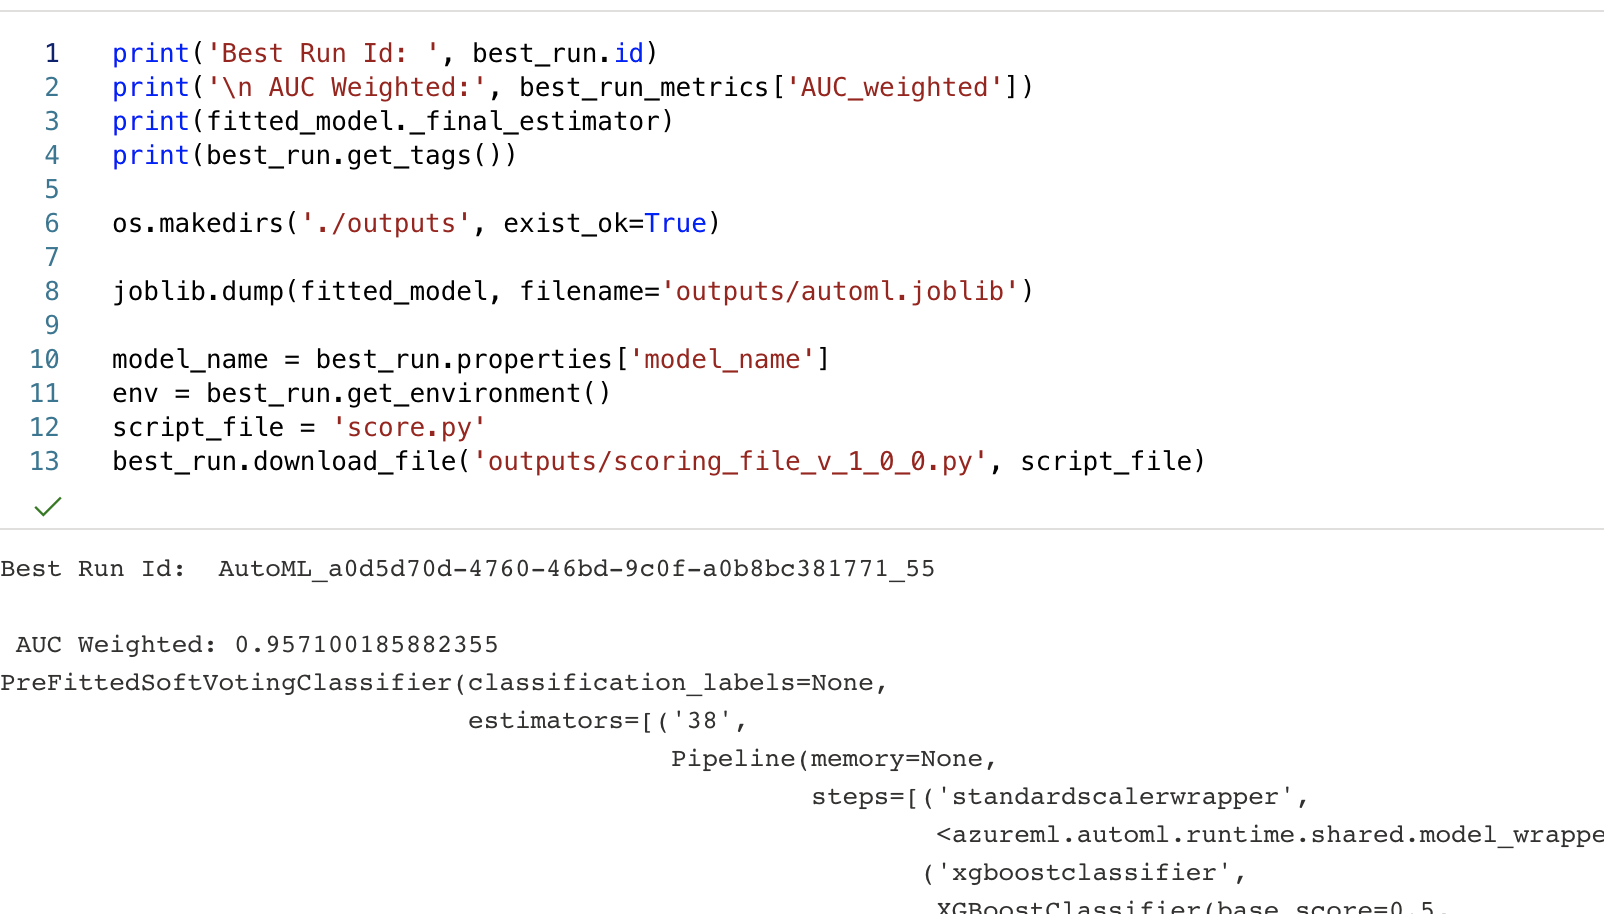 1 print('Best Run Id: ', best_run.id)
2 print('\n AUC Weighted:', best_run_metrics['AUC_weighted'])
3 print(fitted_model._final_estimator)
4 print(best_run.get_tags())
5
6 os.makedirs('./outputs', exist_ok=True)
7
8 joblib.dump(fitted_model, filename='outputs/automl.joblib')
9
10 model_name = best_run.properties['model_name']
11 env = best_run.get_environment()
12 script_file = 'score.py'
13 best_run.download_file('outputs/scoring_file_v_1_0_0.py', script_file)
Best Run Id:  AutoML_a0d5d70d-4760-46bd-9c0f-a0b8bc381771_55
AUC Weighted: 0.957100185882355
PreFittedSoftVotingClassifier(classification_labels=None,
estimators=[('38',
Pipeline(memory=None,
steps=[('standardscalerwrapper',
<azureml.automl.runtime.shared.model_wrappe
('xgboostclassifier',
XGBoostClassifier(base_score=0.5,